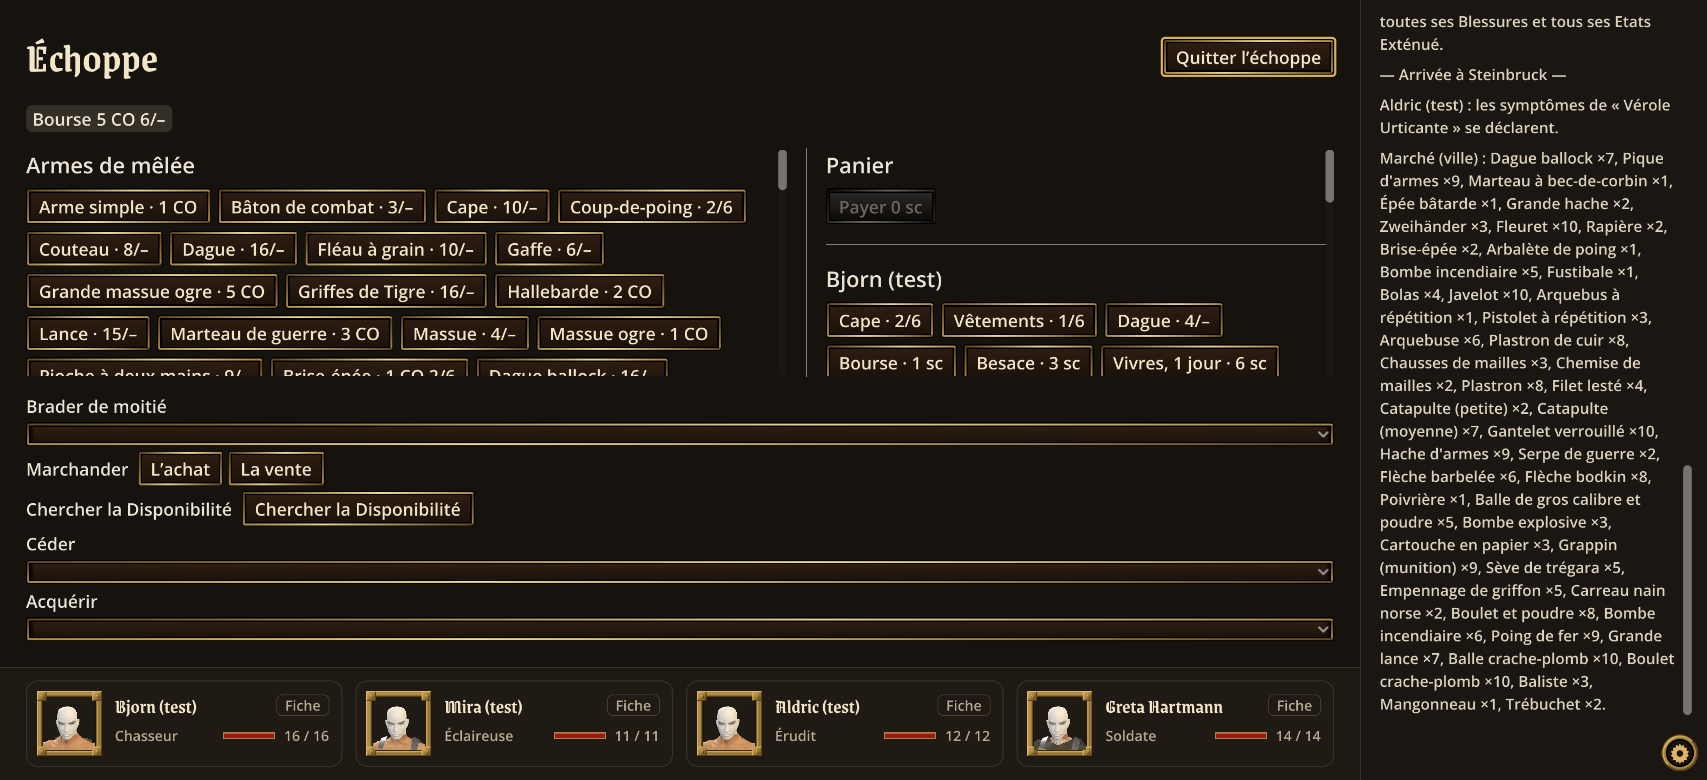 Échoppe
Quitter l’échoppe
Bourse 5 CO 6/–
Armes de mêlée
Arme simple · 1 CO
Bâton de combat · 3/–
Cape · 10/–
Coup-de-poing · 2/6
Couteau · 8/–
Dague · 16/–
Fléau à grain · 10/–
Gaffe · 6/–
Grande massue ogre · 5 CO
Griffes de Tigre · 16/–
Hallebarde · 2 CO
Lance · 15/–
Marteau de guerre · 3 CO
Massue · 4/–
Massue ogre · 1 CO
Pioche à deux mains · 9/–
Brise-épée · 1 CO 2/6
Dague ballock · 16/–
Panier
Payer 0 sc
Bjorn (test)
Cape · 2/6
Vêtements · 1/6
Dague · 4/–
Bourse · 1 sc
Besace · 3 sc
Vivres, 1 jour · 6 sc
Brader de moitié
Marchander
L’achat
La vente
Chercher la Disponibilité
Chercher la Disponibilité
Céder
Acquérir
Bjorn (test)
Fiche
Chasseur
16 / 16
Mira (test)
Fiche
Éclaireuse
11 / 11
Aldric (test)
Fiche
Érudit
12 / 12
Greta Hartmann
Fiche
Soldate
14 / 14
toutes ses Blessures et tous ses Etats
Exténué.
— Arrivée à Steinbruck —
Aldric (test) : les symptômes de « Vérole
Urticante » se déclarent.
Marché (ville) : Dague ballock ×7, Pique
d'armes ×9, Marteau à bec-de-corbin ×1,
Épée bâtarde ×1, Grande hache ×2,
Zweihänder ×3, Fleuret ×10, Rapière ×2,
Brise-épée ×2, Arbalète de poing ×1,
Bombe incendiaire ×5, Fustibale ×1,
Bolas ×4, Javelot ×10, Arquebus à
répétition ×1, Pistolet à répétition ×3,
Arquebuse ×6, Plastron de cuir ×8,
Chausses de mailles ×3, Chemise de
mailles ×2, Plastron ×8, Filet lesté ×4,
Catapulte (petite) ×2, Catapulte
(moyenne) ×7, Gantelet verrouillé ×10,
Hache d'armes ×9, Serpe de guerre ×2,
Flèche barbelée ×6, Flèche bodkin ×8,
Poivrière ×1, Balle de gros calibre et
poudre ×5, Bombe explosive ×3,
Cartouche en papier ×3, Grappin
(munition) ×9, Sève de trégara ×5,
Empennage de griffon ×5, Carreau nain
norse ×2, Boulet et poudre ×8, Bombe
incendiaire ×6, Poing de fer ×9, Grande
lance ×7, Balle crache-plomb ×10, Boulet
crache-plomb ×10, Baliste ×3,
Mangonneau ×1, Trébuchet ×2.